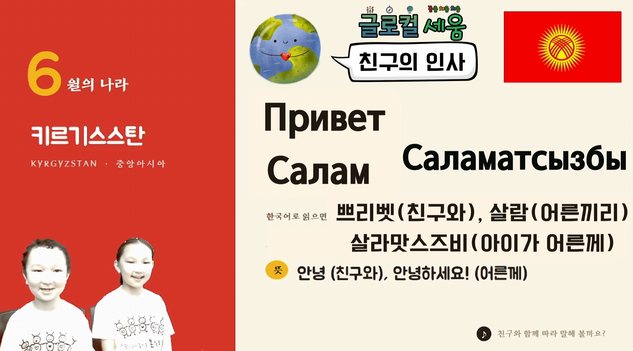 6월의 나라
키르기스스탄
KYRGYZSTAN · 중앙아시아
글로컬 세움
친구의 인사
Привет
Салам
Саламатсызбы
한국어로 읽으면 쁘리벳(친구와), 살람(어른끼리)
살라맛스즈비(아이가 어른께)
뜻 안녕 (친구와), 안녕하세요! (어른께)
친구와 함께 따라 말해 볼까요?